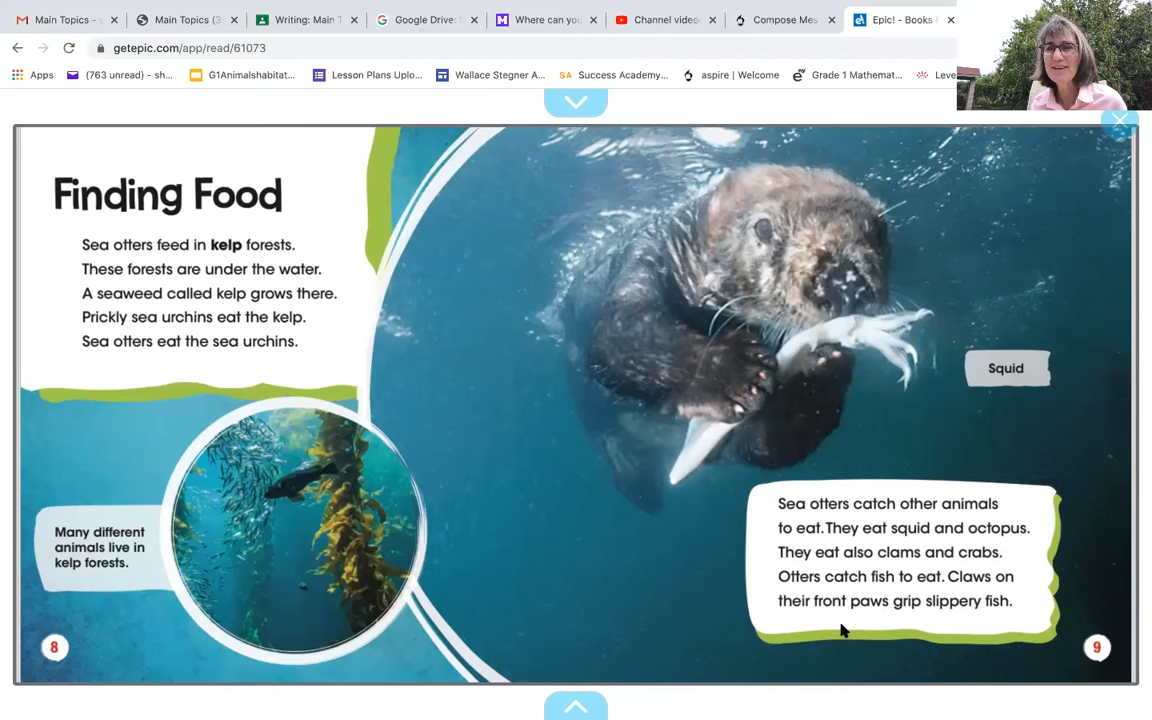 Main Topics - s
Main Topics (3
Writing: Main T
Google Drive:
Where can you
Channel video
Compose Mes
Epic! - Books
getepic.com/app/read/61073
Apps
(763 unread) - sh...
G1Animalshabitat...
Lesson Plans Uplo...
Wallace Stegner A...
Success Academy...
aspire | Welcome
Grade 1 Mathemat...
Leve
Finding Food
Sea otters feed in kelp forests.
These forests are under the water.
A seaweed called kelp grows there.
Prickly sea urchins eat the kelp.
Sea otters eat the sea urchins.
Many different
animals live in
kelp forests.
8
Squid
Sea otters catch other animals
to eat. They eat squid and octopus.
They eat also clams and crabs.
Otters catch fish to eat. Claws on
their front paws grip slippery fish.
9